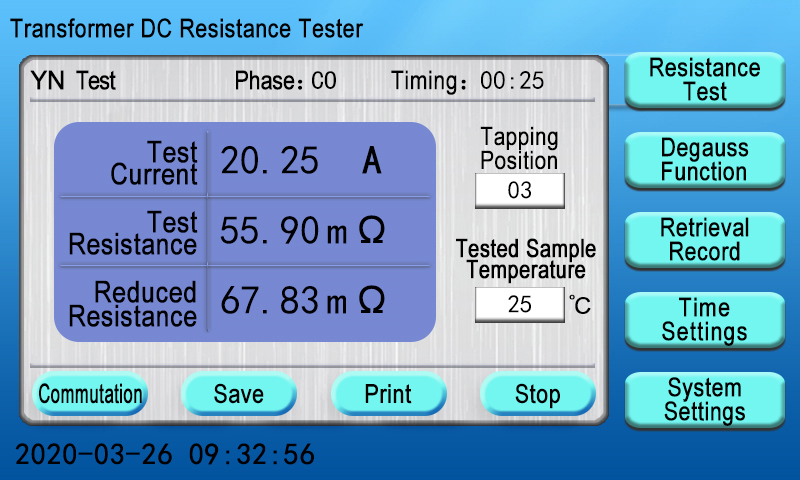 Transformer DC Resistance Tester
YN Test Phase: C0 Timing: 00:25
Test
Current
20.25 A
Test
Resistance
55.90 m Ω
Reduced
Resistance
67.83 m Ω
Tapping
Position
03
Tested Sample
Temperature
25 ℃
Commutation
Save
Print
Stop
Resistance
Test
Degauss
Function
Retrieval
Record
Time
Settings
System
Settings
2020-03-26 09:32:56